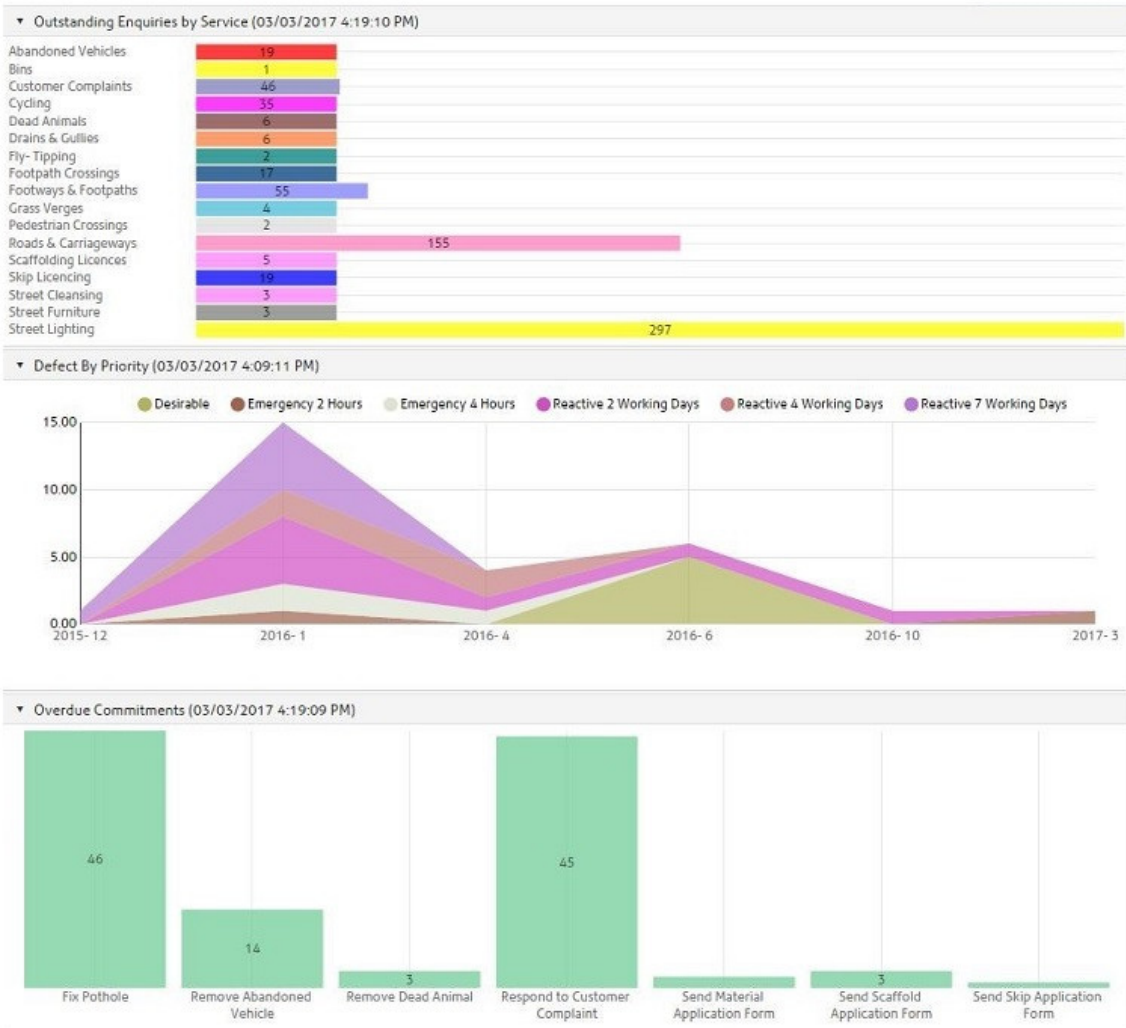 Outstanding Enquiries by Service (03/03/2017 4:19:10 PM)
Abandoned Vehicles 19
Bins 1
Customer Complaints 46
Cycling 35
Dead Animals 6
Drains & Gullies 6
Fly- Tipping 2
Footpath Crossings 17
Footways & Footpaths 55
Grass Verges 4
Pedestrian Crossings 2
Roads & Carriageways 155
Scaffolding Licences 5
Skip Licencing 19
Street Cleansing 3
Street Furniture 3
Street Lighting 297
Defect By Priority (03/03/2017 4:09:11 PM)
Desirable Emergency 2 Hours Emergency 4 Hours Reactive 2 Working Days Reactive 4 Working Days Reactive 7 Working Days
15.00
10.00
5.00
0.00
2015- 12 2016- 1 2016- 4 2016- 6 2016- 10 2017- 3
Overdue Commitments (03/03/2017 4:19:09 PM)
46 45
14
3 3
Fix Pothole Remove Abandoned Remove Dead Animal Respond to Customer Send Material Send Scaffold Send Skip Application
Vehicle Complaint Application Form Application Form Form